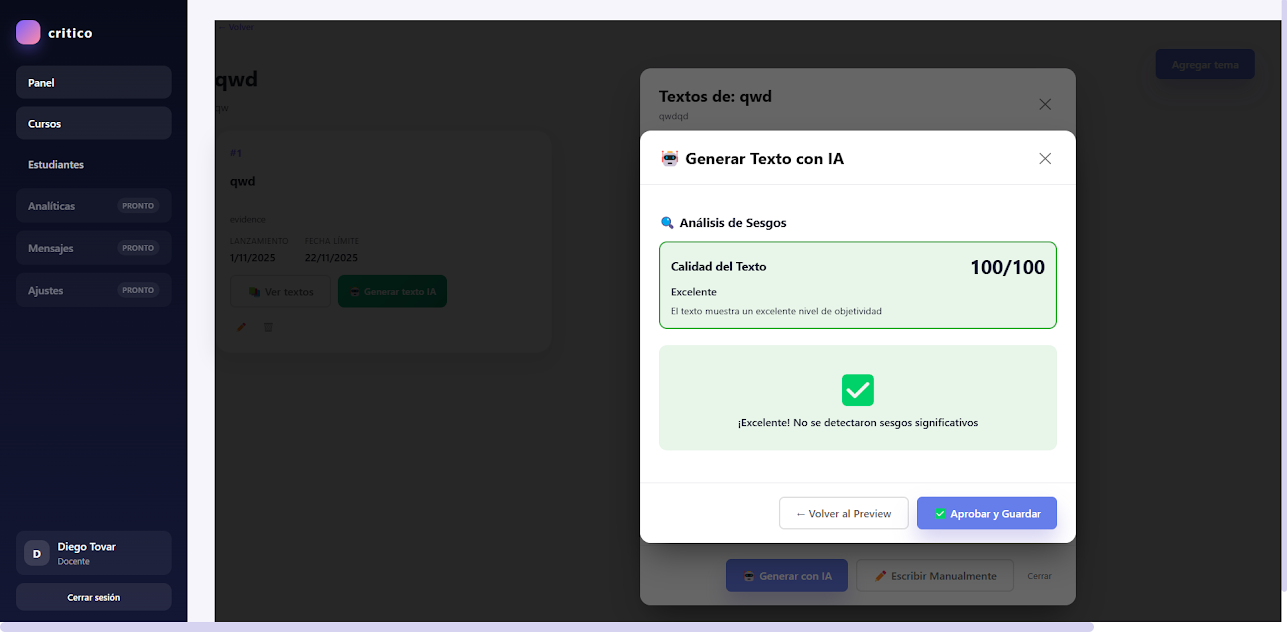 critico
Panel
Cursos
Estudiantes
Analíticas PRONTO
Mensajes PRONTO
Ajustes PRONTO
D
Diego Tovar
Docente
Cerrar sesión
← Volver
qwd
qw
Agregar tema
#1
qwd
evidence
LANZAMIENTO FECHA LÍMITE
1/11/2025 22/11/2025
Ver textos Generar texto IA
Textos de: qwd
qwdqd
Generar Texto con IA
Análisis de Sesgos
Calidad del Texto 100/100
Excelente
El texto muestra un excelente nivel de objetividad
¡Excelente! No se detectaron sesgos significativos
← Volver al Preview Aprobar y Guardar
Generar con IA Escribir Manualmente Cerrar